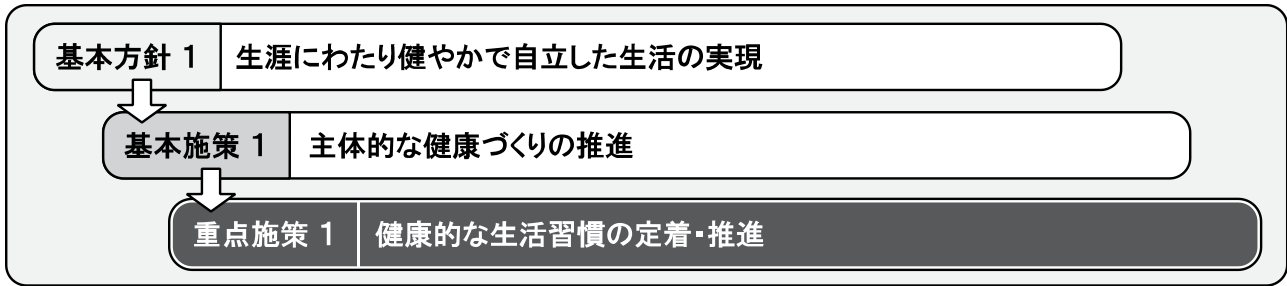 基本方針 1 生涯にわたり健やかで自立した生活の実現
基本施策 1 主体的な健康づくりの推進
重点施策 1 健康的な生活習慣の定着・推進